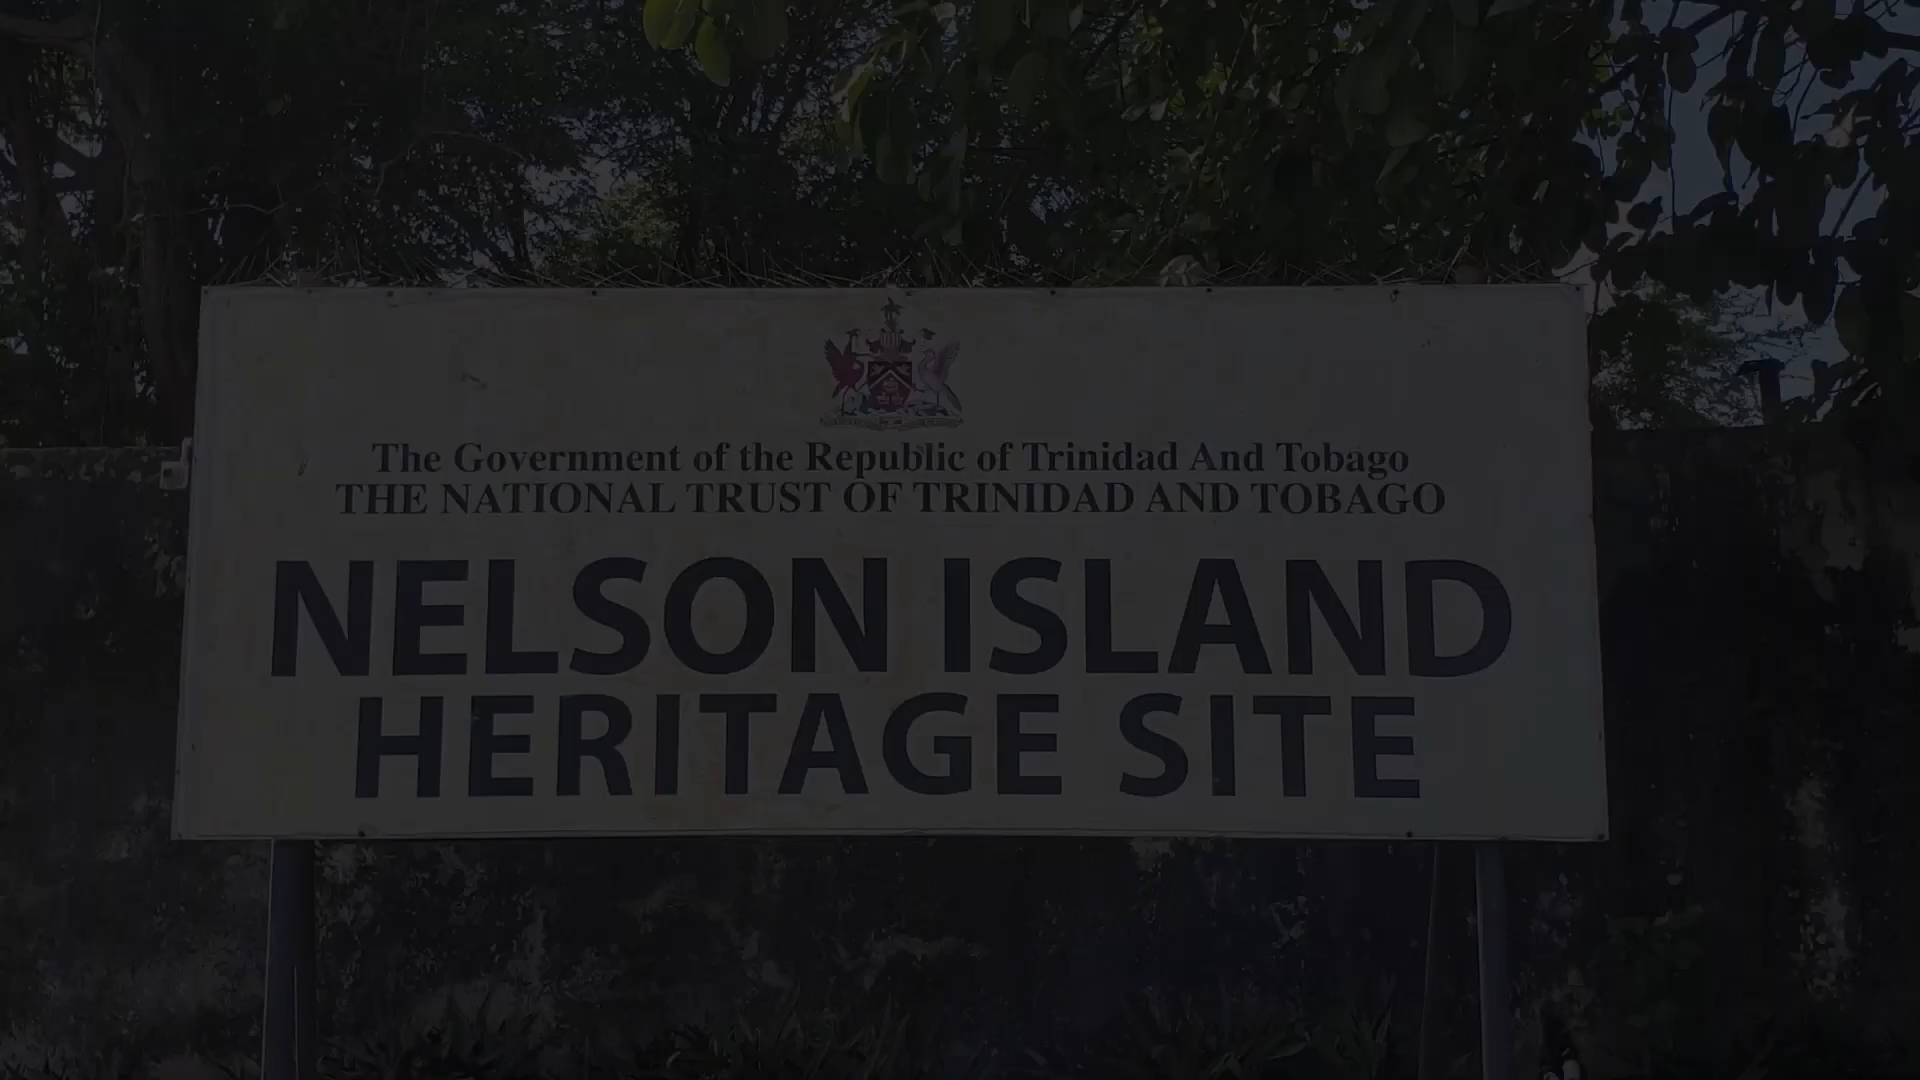 The Government of the Republic of Trinidad And Tobago
THE NATIONAL TRUST OF TRINIDAD AND TOBAGO
NELSON ISLAND
HERITAGE SITE